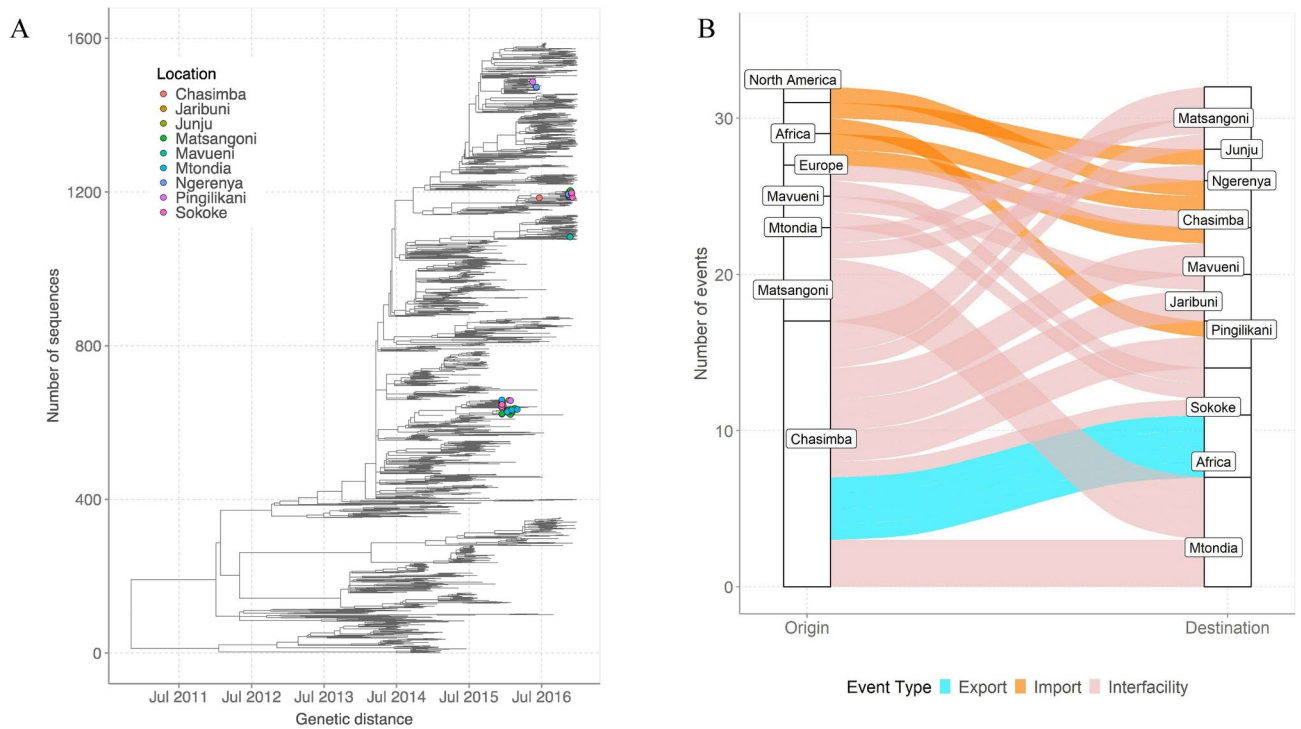 A
1600
1200
800
400
0
Number of sequences
Location
Chasimba
Jaribuni
Junju
Matsangoni
Mavueni
Mtondia
Ngerenya
Pingilikani
Sokoke
Jul 2011 Jul 2012 Jul 2013 Jul 2014 Jul 2015 Jul 2016
Genetic distance
B
30
20
10
0
Number of events
North America
Africa
Europe
Mavueni
Mtondia
Matsangoni
Chasimba
Matsangoni
Junju
Ngerenya
Chasimba
Mavueni
Jaribuni
Pingilikani
Sokoke
Africa
Mtondia
Origin Destination
Event Type Export Import Interfacility